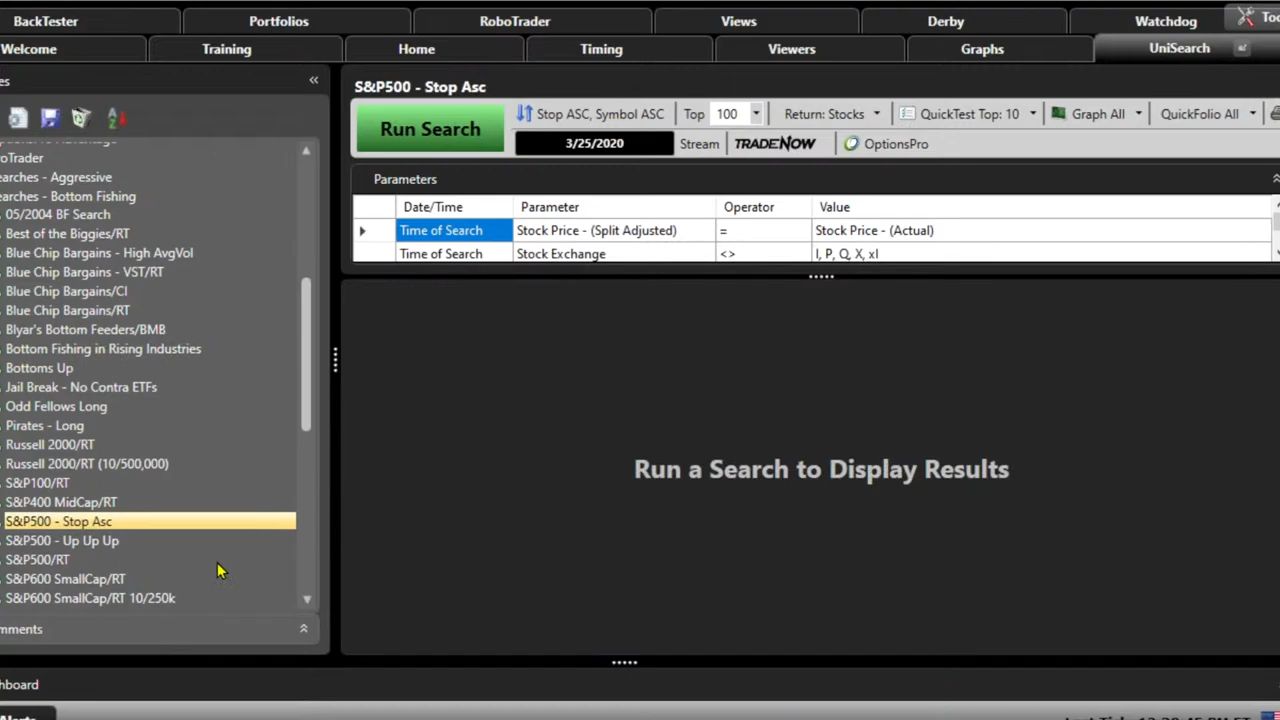 BackTester
Portfolios
RoboTrader
Views
Derby
Watchdog
Welcome
Training
Home
Timing
Viewers
Graphs
UniSearch
S&P500 - Stop Asc
Run Search
Stop ASC, Symbol ASC
Top 100
Return: Stocks
QuickTest Top: 10
Graph All
QuickFolio All
3/25/2020
Stream
TRADENOW
OptionsPro
Parameters
Date/Time Parameter Operator Value
Time of Search Stock Price - (Split Adjusted) = Stock Price - (Actual)
Time of Search Stock Exchange <> I, P, Q, X, xI
Run a Search to Display Results
oTrader
earches - Aggressive
earches - Bottom Fishing
05/2004 BF Search
Best of the Biggies/RT
Blue Chip Bargains - High AvgVol
Blue Chip Bargains - VST/RT
Blue Chip Bargains/CI
Blue Chip Bargains/RT
Blyar's Bottom Feeders/BMB
Bottom Fishing in Rising Industries
Bottoms Up
Jail Break - No Contra ETFs
Odd Fellows Long
Pirates - Long
Russell 2000/RT
Russell 2000/RT (10/500,000)
S&P100/RT
S&P400 MidCap/RT
S&P500 - Stop Asc
S&P500 - Up Up Up
S&P500/RT
S&P600 SmallCap/RT
S&P600 SmallCap/RT 10/250k
mments
hboard